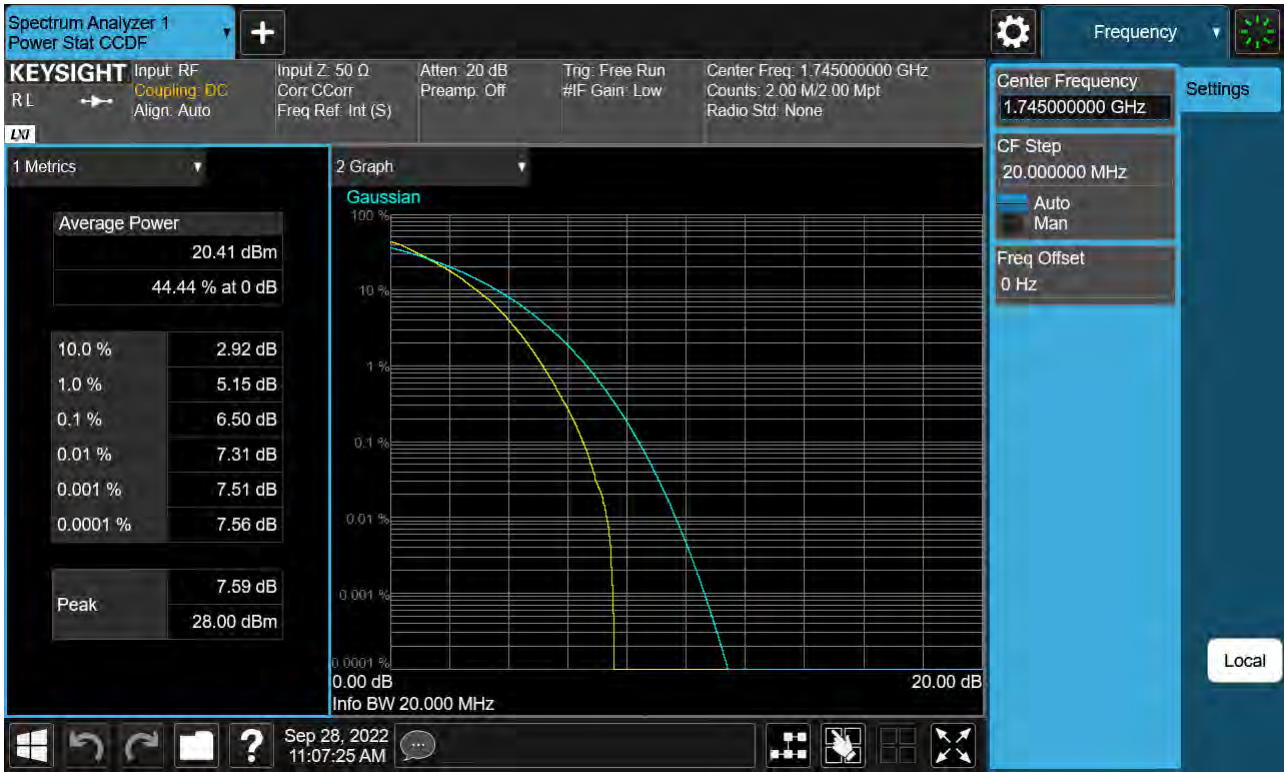 Spectrum Analyzer 1
Power Stat CCDF
Frequency
KEYSIGHT
R L
LXI
Input: RF
Coupling: DC
Align: Auto
Input Z: 50 Ω
Corr CCorr
Freq Ref: Int (S)
Atten: 20 dB
Preamp: Off
Trig: Free Run
#IF Gain: Low
Center Freq: 1.745000000 GHz
Counts: 2.00 M/2.00 Mpt
Radio Std: None
Center Frequency
1.745000000 GHz
Settings
CF Step
20.000000 MHz
Auto
Man
Freq Offset
0 Hz
1 Metrics
Average Power
20.41 dBm
44.44 % at 0 dB
10.0 % 2.92 dB
1.0 % 5.15 dB
0.1 % 6.50 dB
0.01 % 7.31 dB
0.001 % 7.51 dB
0.0001 % 7.56 dB
Peak 7.59 dB
28.00 dBm
2 Graph
Gaussian
100 %
10 %
1 %
0.1 %
0.01 %
0.001 %
0.0001 %
0.00 dB 20.00 dB
Info BW 20.000 MHz
Local
Sep 28, 2022
11:07:25 AM